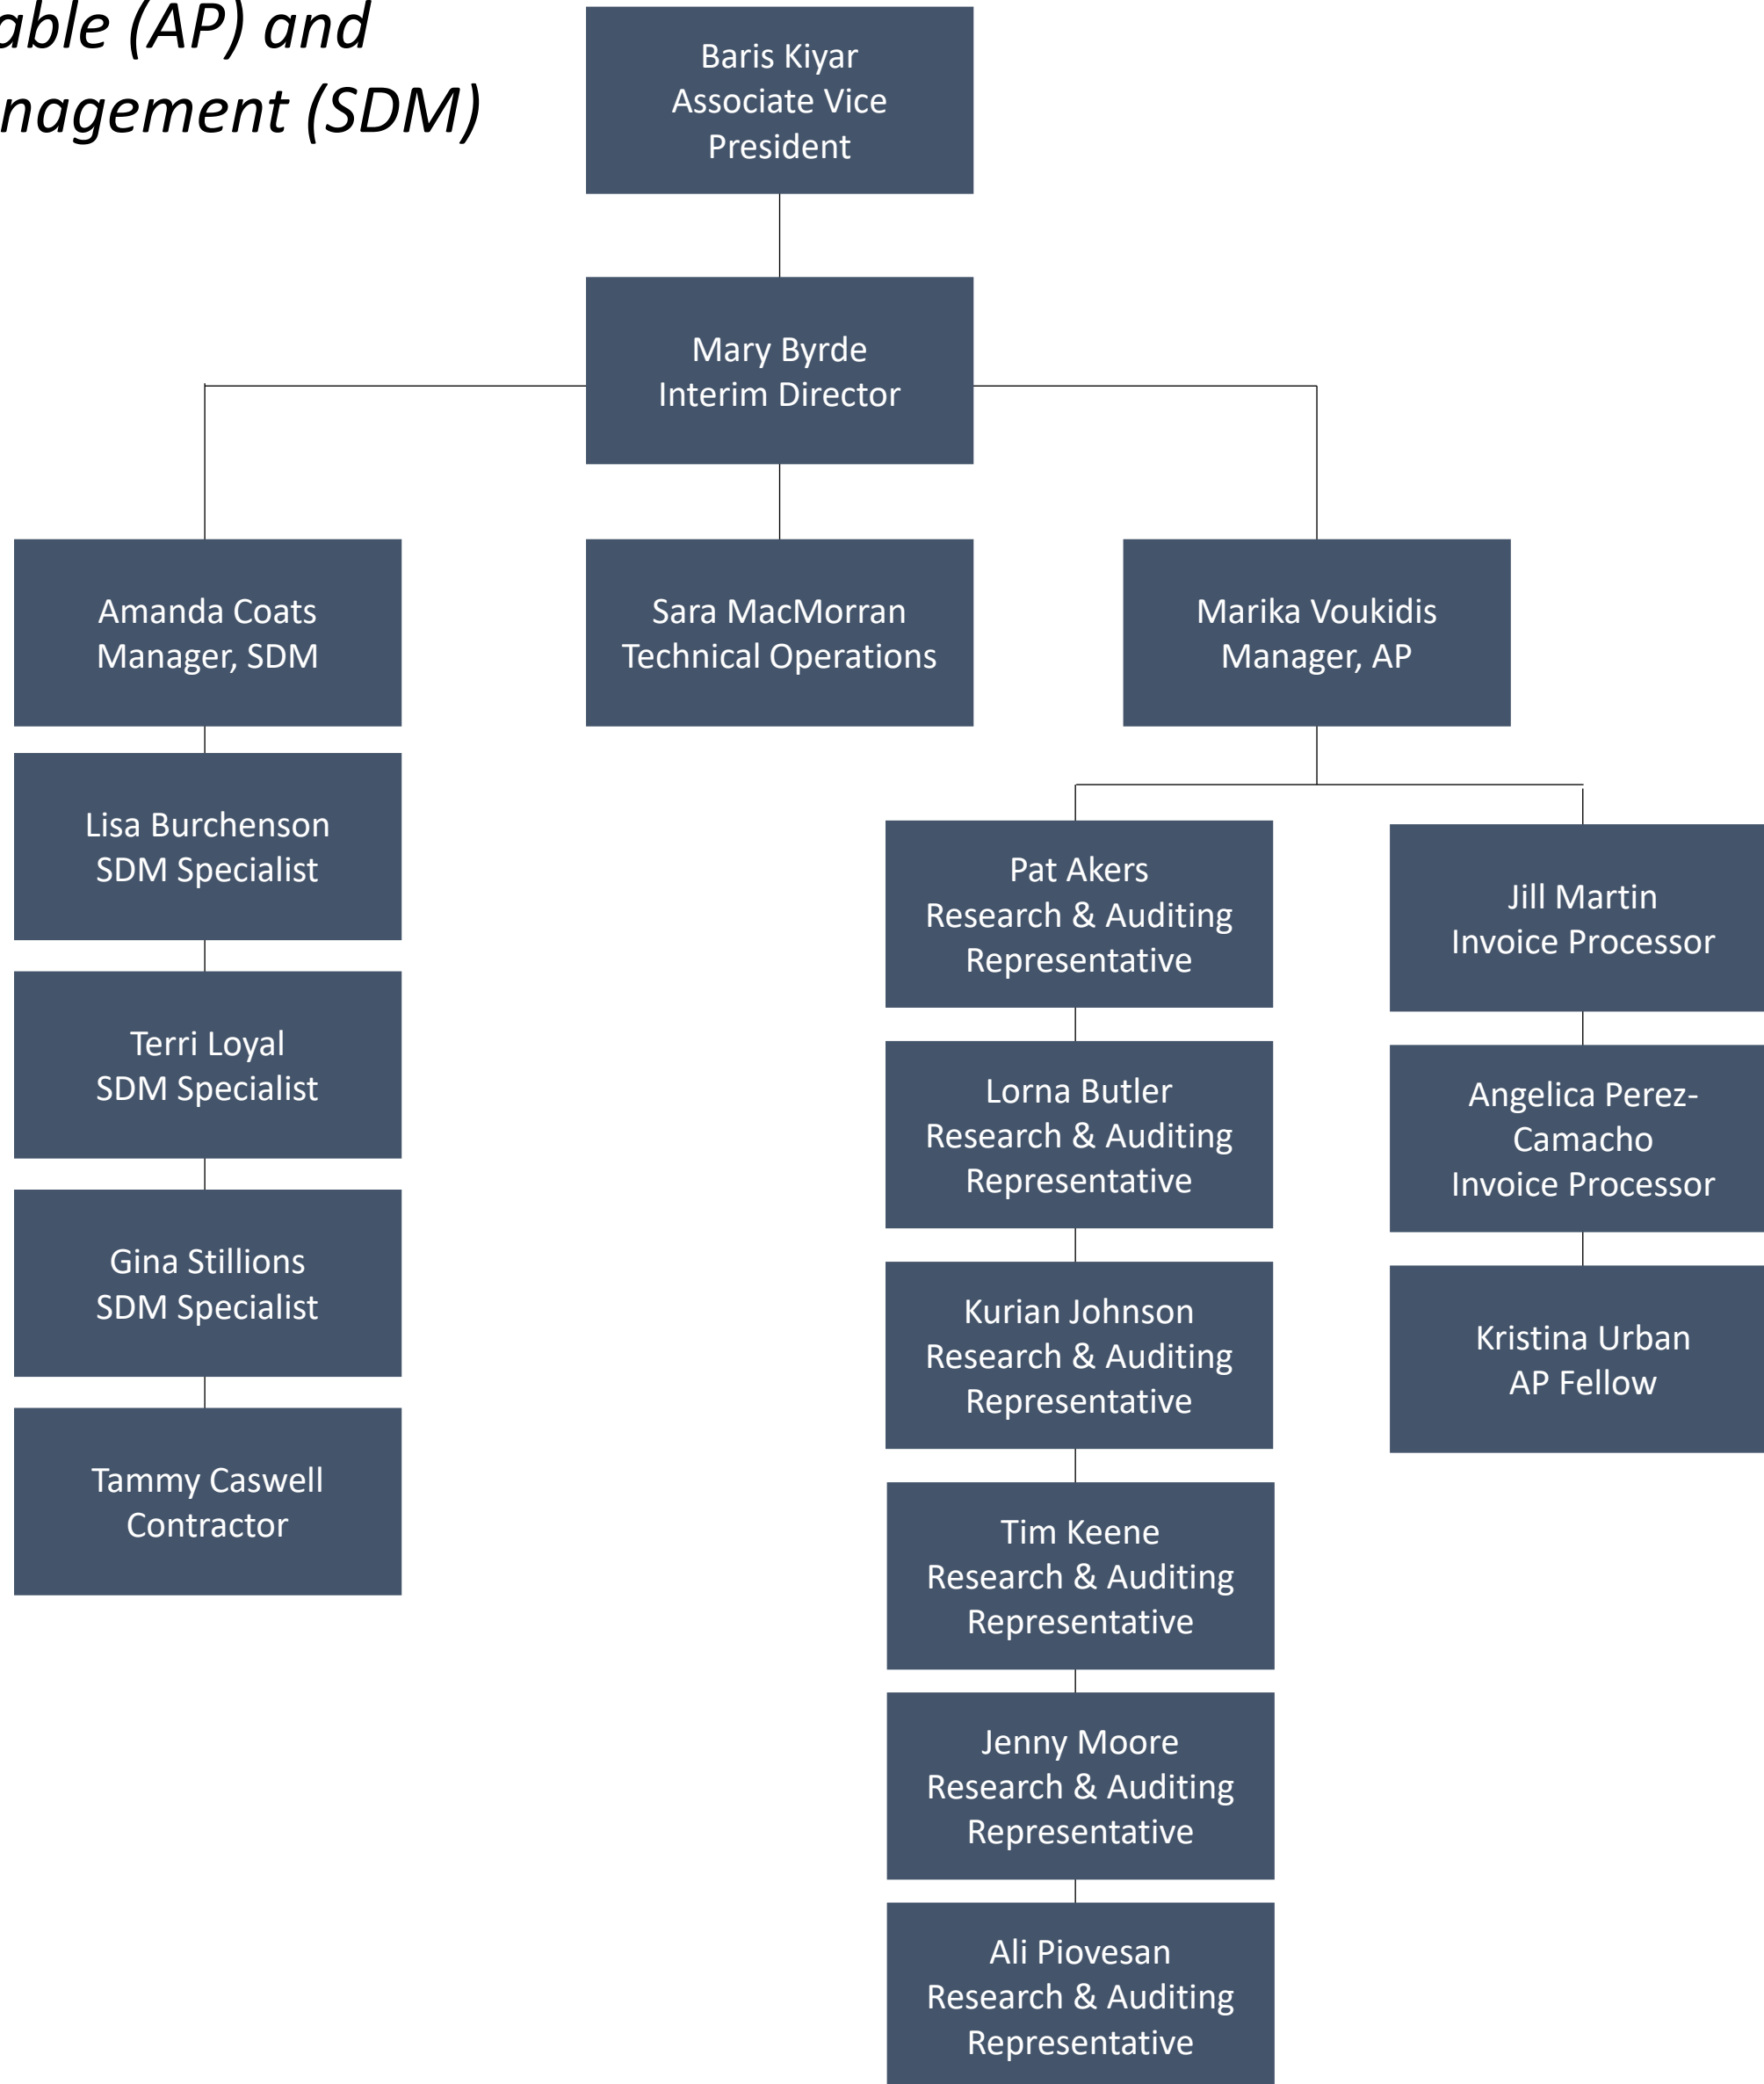 (AP) and
(SDM)
Baris Kiyar
Associate Vice
President
Mary Byrde
Interim Director
Amanda Coats
Manager, SDM
Sara MacMorran
Technical Operations
Marika Voukidis
Manager, AP
Lisa Burchenson
SDM Specialist
Terri Loyal
SDM Specialist
Gina Stillions
SDM Specialist
Tammy Caswell
Contractor
Pat Akers
Research & Auditing
Representative
Lorna Butler
Research & Auditing
Representative
Kurian Johnson
Research & Auditing
Representative
Tim Keene
Research & Auditing
Representative
Jenny Moore
Research & Auditing
Representative
Ali Piovesan
Research & Auditing
Representative
Jill Martin
Invoice Processor
Angelica Perez-
Camacho
Invoice Processor
Kristina Urban
AP Fellow